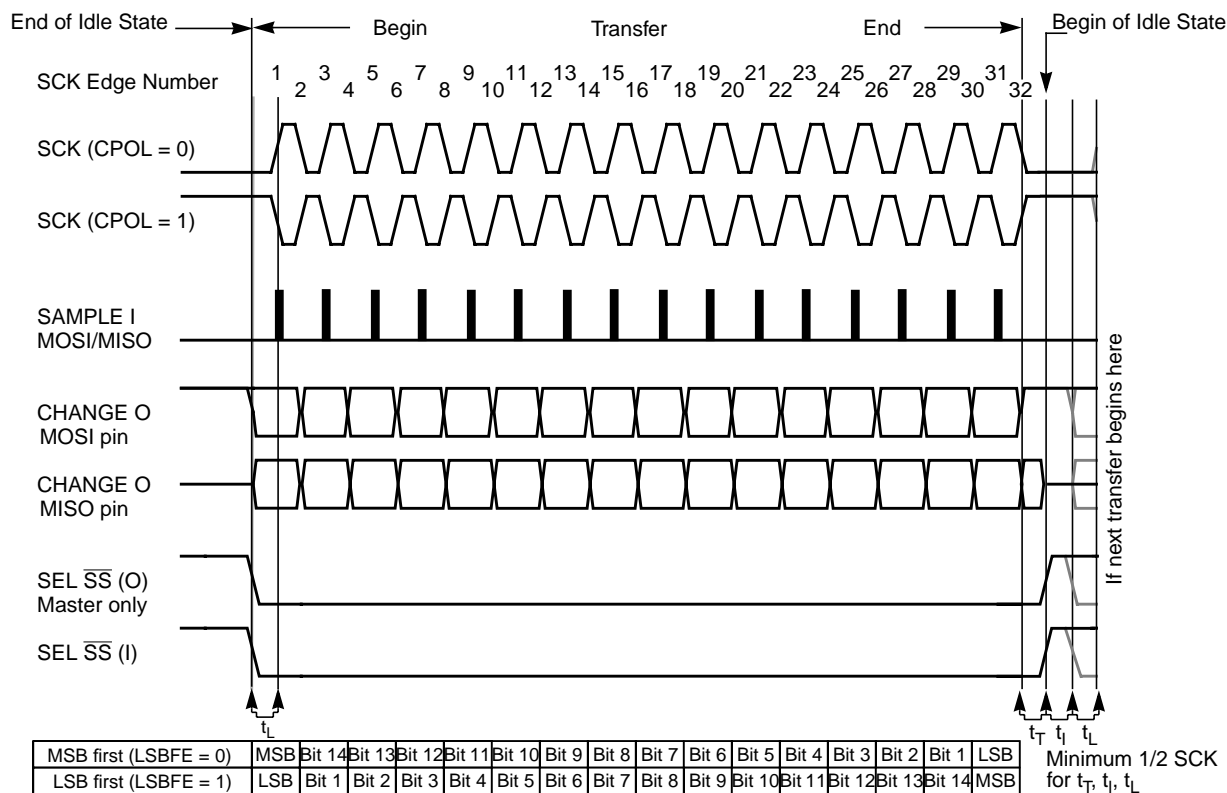 End of Idle State
Begin
Transfer
End
Begin of Idle State
SCK Edge Number
1 3 5 7 9 11 13 15 17 19 21 23 25 27 29 31
2 4 6 8 10 12 14 16 18 20 22 24 26 28 30 32
SCK (CPOL = 0)
SCK (CPOL = 1)
SAMPLE I
MOSI/MISO
CHANGE O
MOSI pin
CHANGE O
MISO pin
SEL SS (O)
Master only
SEL SS (I)
If next transfer begins here
tL
tT tI tL
MSB first (LSBFE = 0) MSB Bit 14 Bit 13 Bit 12 Bit 11 Bit 10 Bit 9 Bit 8 Bit 7 Bit 6 Bit 5 Bit 4 Bit 3 Bit 2 Bit 1 LSB
LSB first (LSBFE = 1) LSB Bit 1 Bit 2 Bit 3 Bit 4 Bit 5 Bit 6 Bit 7 Bit 8 Bit 9 Bit 10 Bit 11 Bit 12 Bit 13 Bit 14 MSB
Minimum 1/2 SCK
for tT, tI, tL